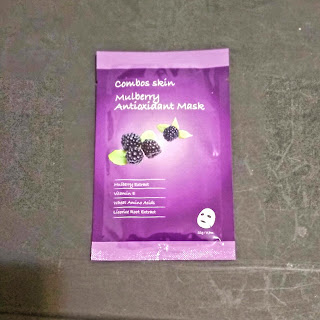 Combos skin
Mulberry
Antioxidant Mask
Mulberry Extract
Vitamin E
Wheat Amino Acids
Licorice Root Extract